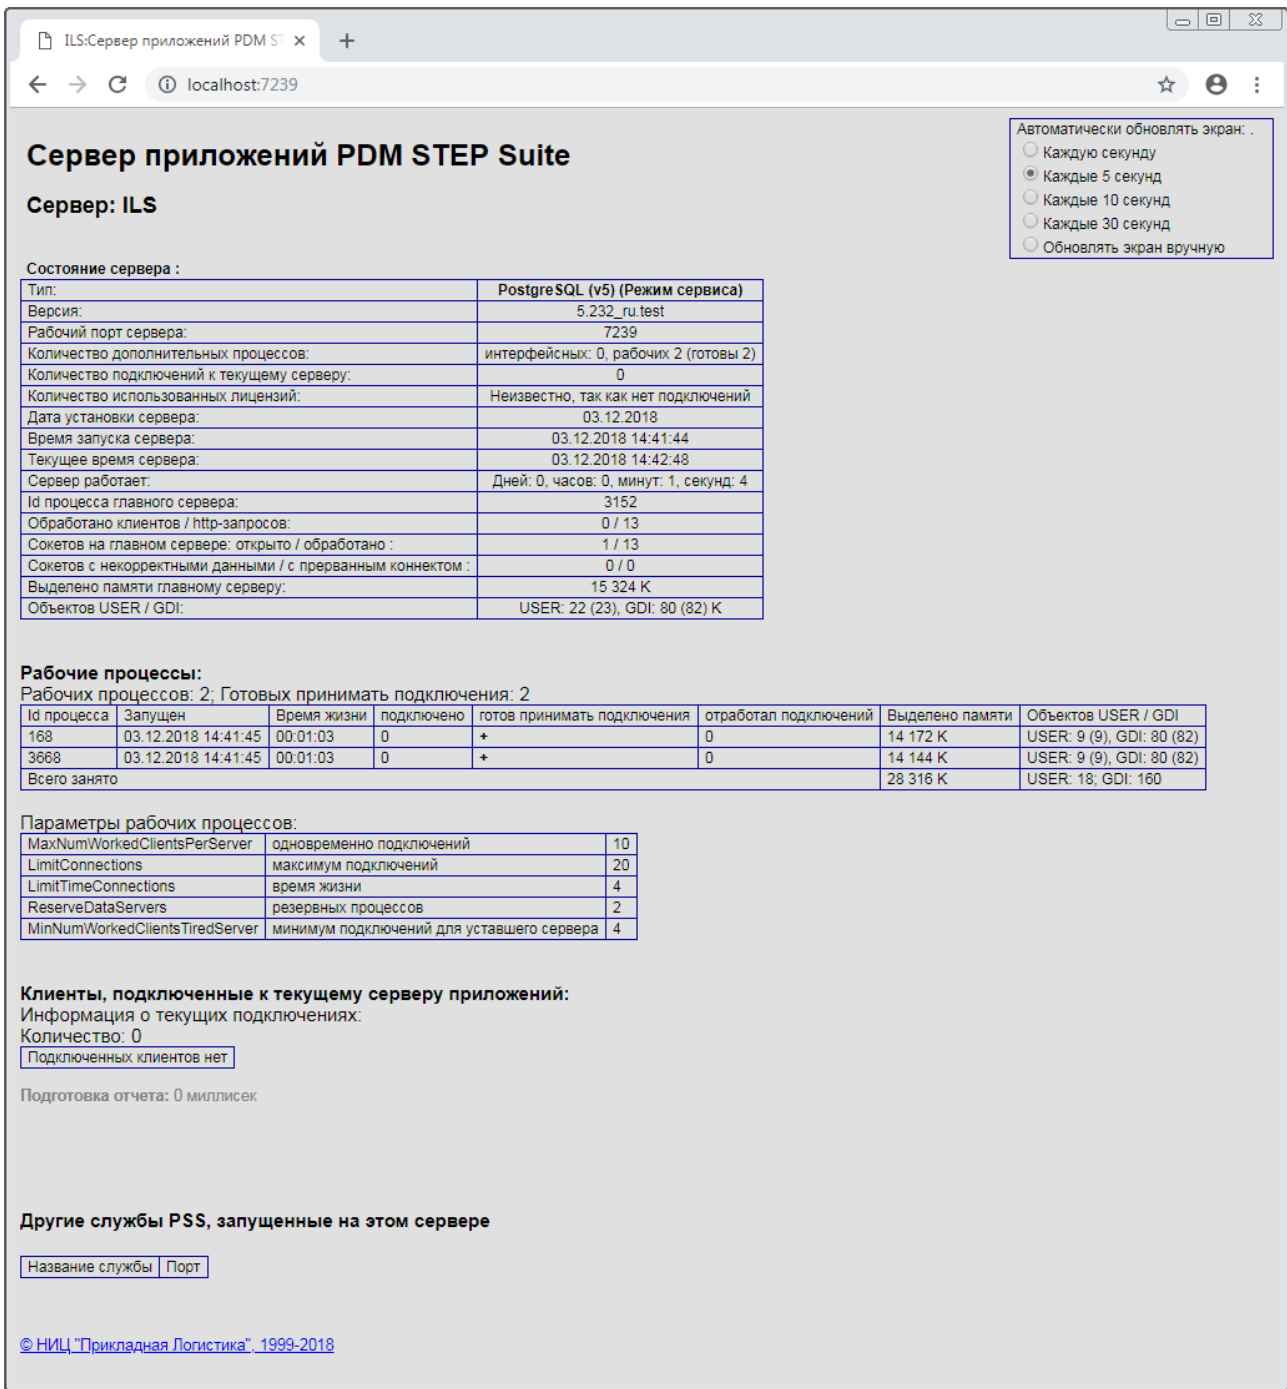 ILS:Сервер приложений PDM ST
localhost:7239
Автоматически обновлять экран: .
Каждую секунду
Каждые 5 секунд
Каждые 10 секунд
Каждые 30 секунд
Обновлять экран вручную
Сервер приложений PDM STEP Suite
Сервер: ILS
Состояние сервера :
Тип: PostgreSQL (v5) (Режим сервиса)
Версия: 5.232_ru.test
Рабочий порт сервера: 7239
Количество дополнительных процессов: интерфейсных: 0, рабочих 2 (готовы 2)
Количество подключений к текущему серверу: 0
Количество использованных лицензий: Неизвестно, так как нет подключений
Дата установки сервера: 03.12.2018
Время запуска сервера: 03.12.2018 14:41:44
Текущее время сервера: 03.12.2018 14:42:48
Сервер работает: Дней: 0, часов: 0, минут: 1, секунд: 4
Id процесса главного сервера: 3152
Обработано клиентов / http-запросов: 0 / 13
Сокетов на главном сервере: открыто / обработано : 1 / 13
Сокетов с некорректными данными / с прерванным коннектом : 0 / 0
Выделено памяти главному серверу: 15 324 K
Объектов USER / GDI: USER: 22 (23), GDI: 80 (82) K
Рабочие процессы:
Рабочих процессов: 2; Готовых принимать подключения: 2
Id процесса Запущен Время жизни подключено готов принимать подключения отработал подключений Выделено памяти Объектов USER / GDI
168 03.12.2018 14:41:45 00:01:03 0 + 0 14 172 K USER: 9 (9), GDI: 80 (82)
3668 03.12.2018 14:41:45 00:01:03 0 + 0 14 144 K USER: 9 (9), GDI: 80 (82)
Всего занято 28 316 K USER: 18; GDI: 160
Параметры рабочих процессов:
MaxNumWorkedClientsPerServer одновременно подключений 10
LimitConnections максимум подключений 20
LimitTimeConnections время жизни 4
ReserveDataServers резервных процессов 2
MinNumWorkedClientsTiredServer минимум подключений для уставшего сервера 4
Клиенты, подключенные к текущему серверу приложений:
Информация о текущих подключениях:
Количество: 0
Подключенных клиентов нет
Подготовка отчета: 0 миллисек
Другие службы PSS, запущенные на этом сервере
Название службы Порт
© НИЦ "Прикладная Логистика", 1999-2018